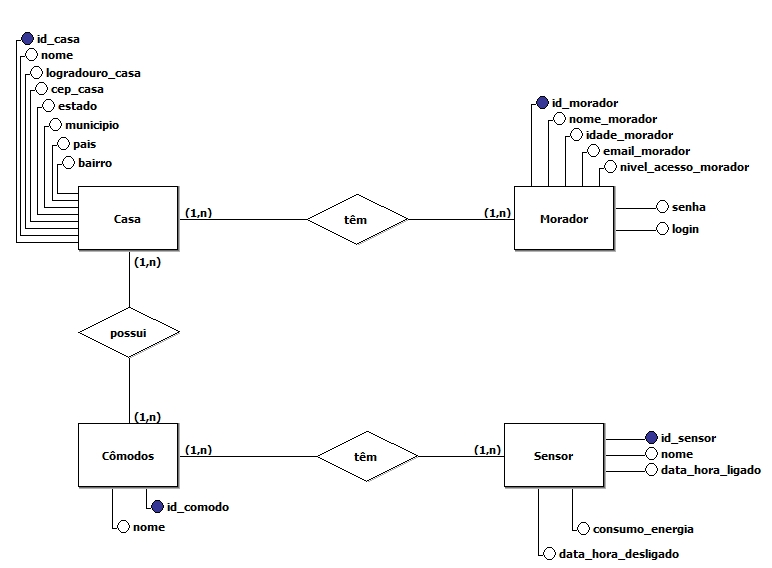 id_casa
nome
logradouro_casa
cep_casa
estado
municipio
pais
bairro
id_morador
nome_morador
idade_morador
email_morador
nivel_acesso_morador
Casa
(1,n)
têm
(1,n)
Morador
senha
login
(1,n)
possui
(1,n)
Cômodos
(1,n)
têm
(1,n)
Sensor
id_sensor
nome
data_hora_ligado
id_comodo
nome
consumo_energia
data_hora_desligado